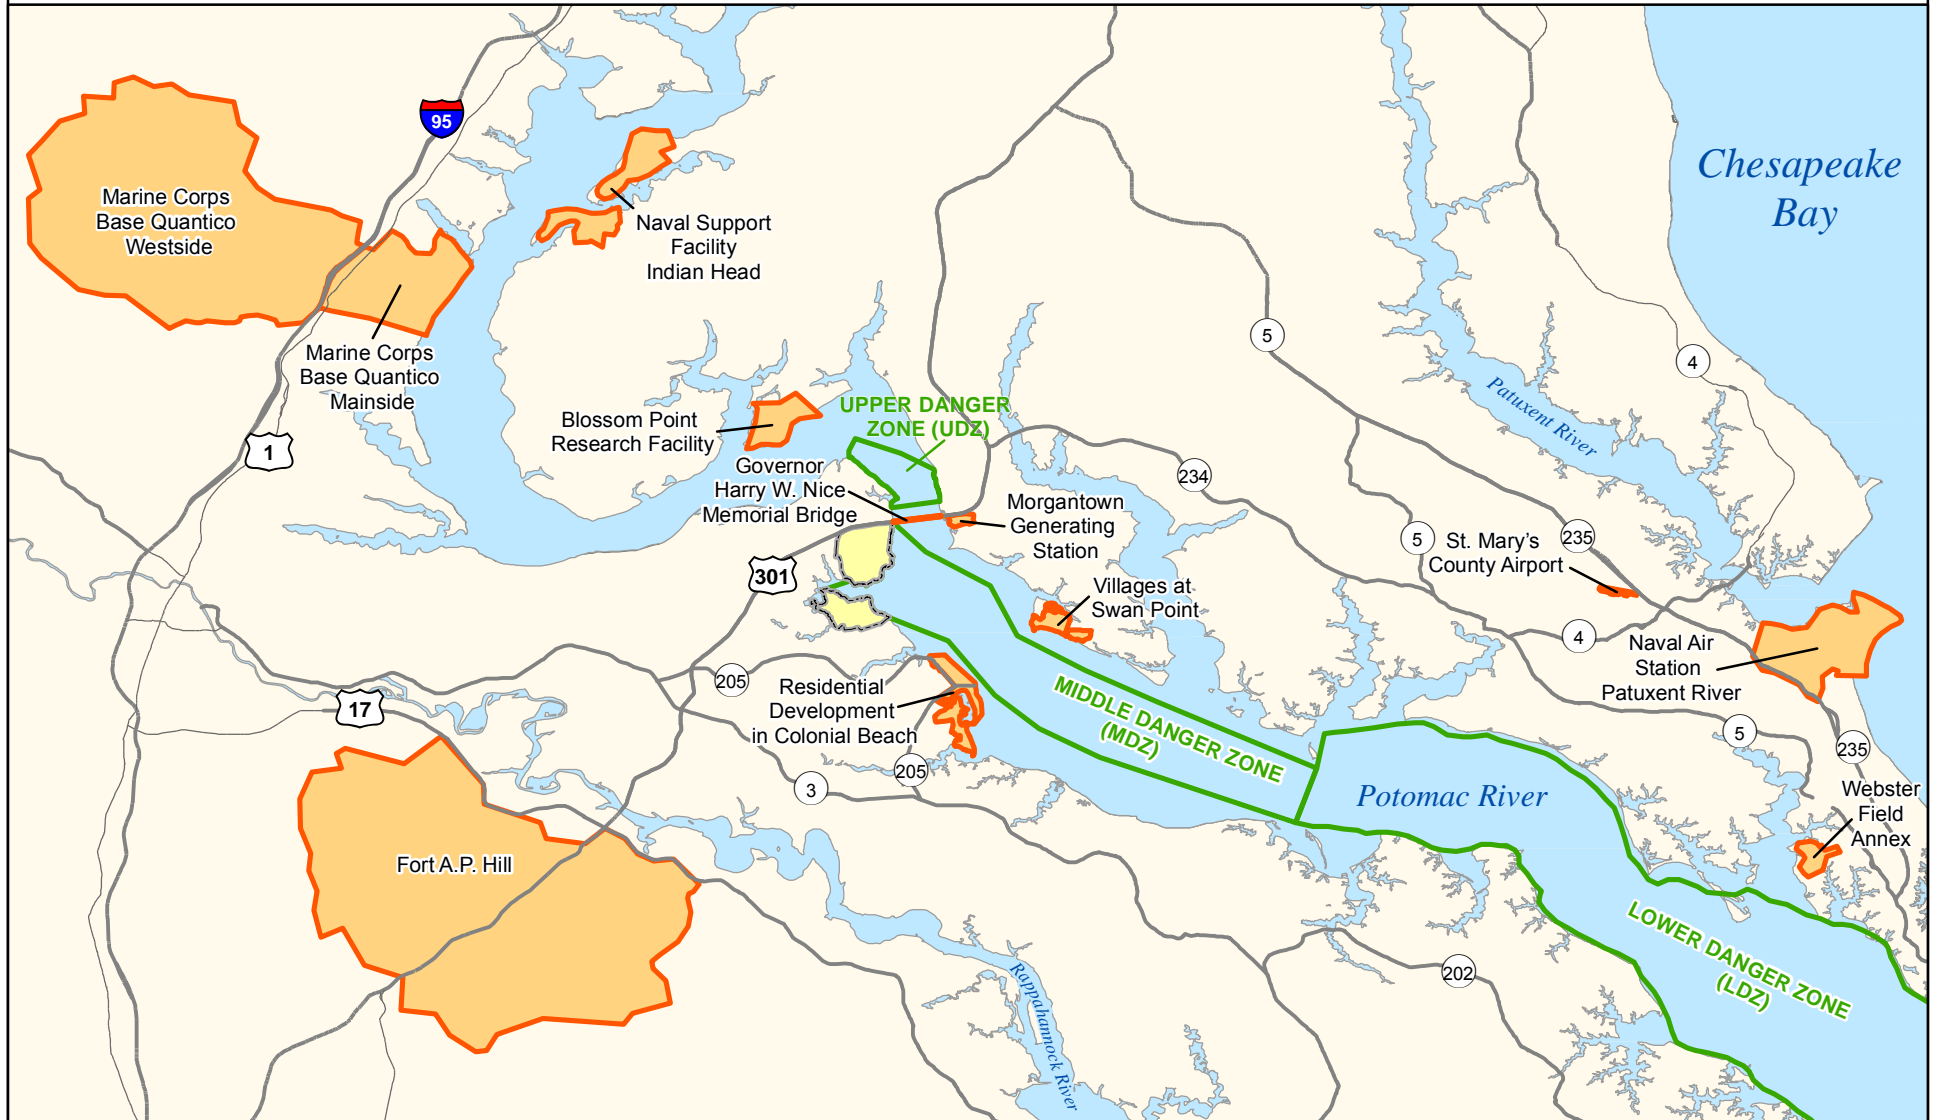 95
Chesapeake
Bay
Marine Corps
Base Quantico
Westside
Naval Support
Facility
Indian Head
5
4
Marine Corps
Base Quantico
Mainside
Patuxent River
UPPER DANGER
ZONE (UDZ)
Blossom Point
Research Facility
1
Governor
Harry W. Nice
Memorial Bridge
234
Morgantown
Generating
Station
5
St. Mary's
County Airport
235
301
Villages at
Swan Point
4
Naval Air
Station
Patuxent River
205
Residential
Development
in Colonial Beach
17
MIDDLE DANGER ZONE
(MDZ)
5
235
205
3
Potomac River
Webster
Field
Annex
Fort A.P. Hill
LOWER DANGER ZONE
(LDZ)
202
Rappahannock River